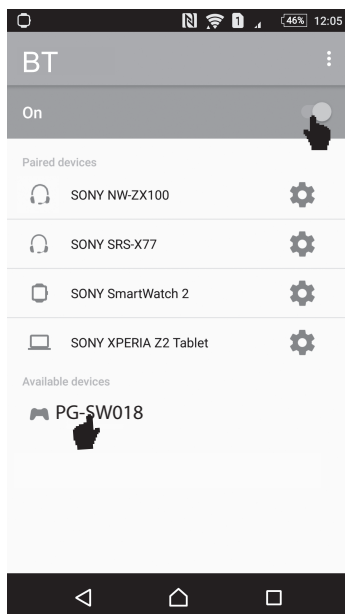 1 46% 12:05
BT
On
Paired devices
SONY NW-ZX100
SONY SRS-X77
SONY SmartWatch 2
SONY XPERIA Z2 Tablet
Available devices
PG-SW018